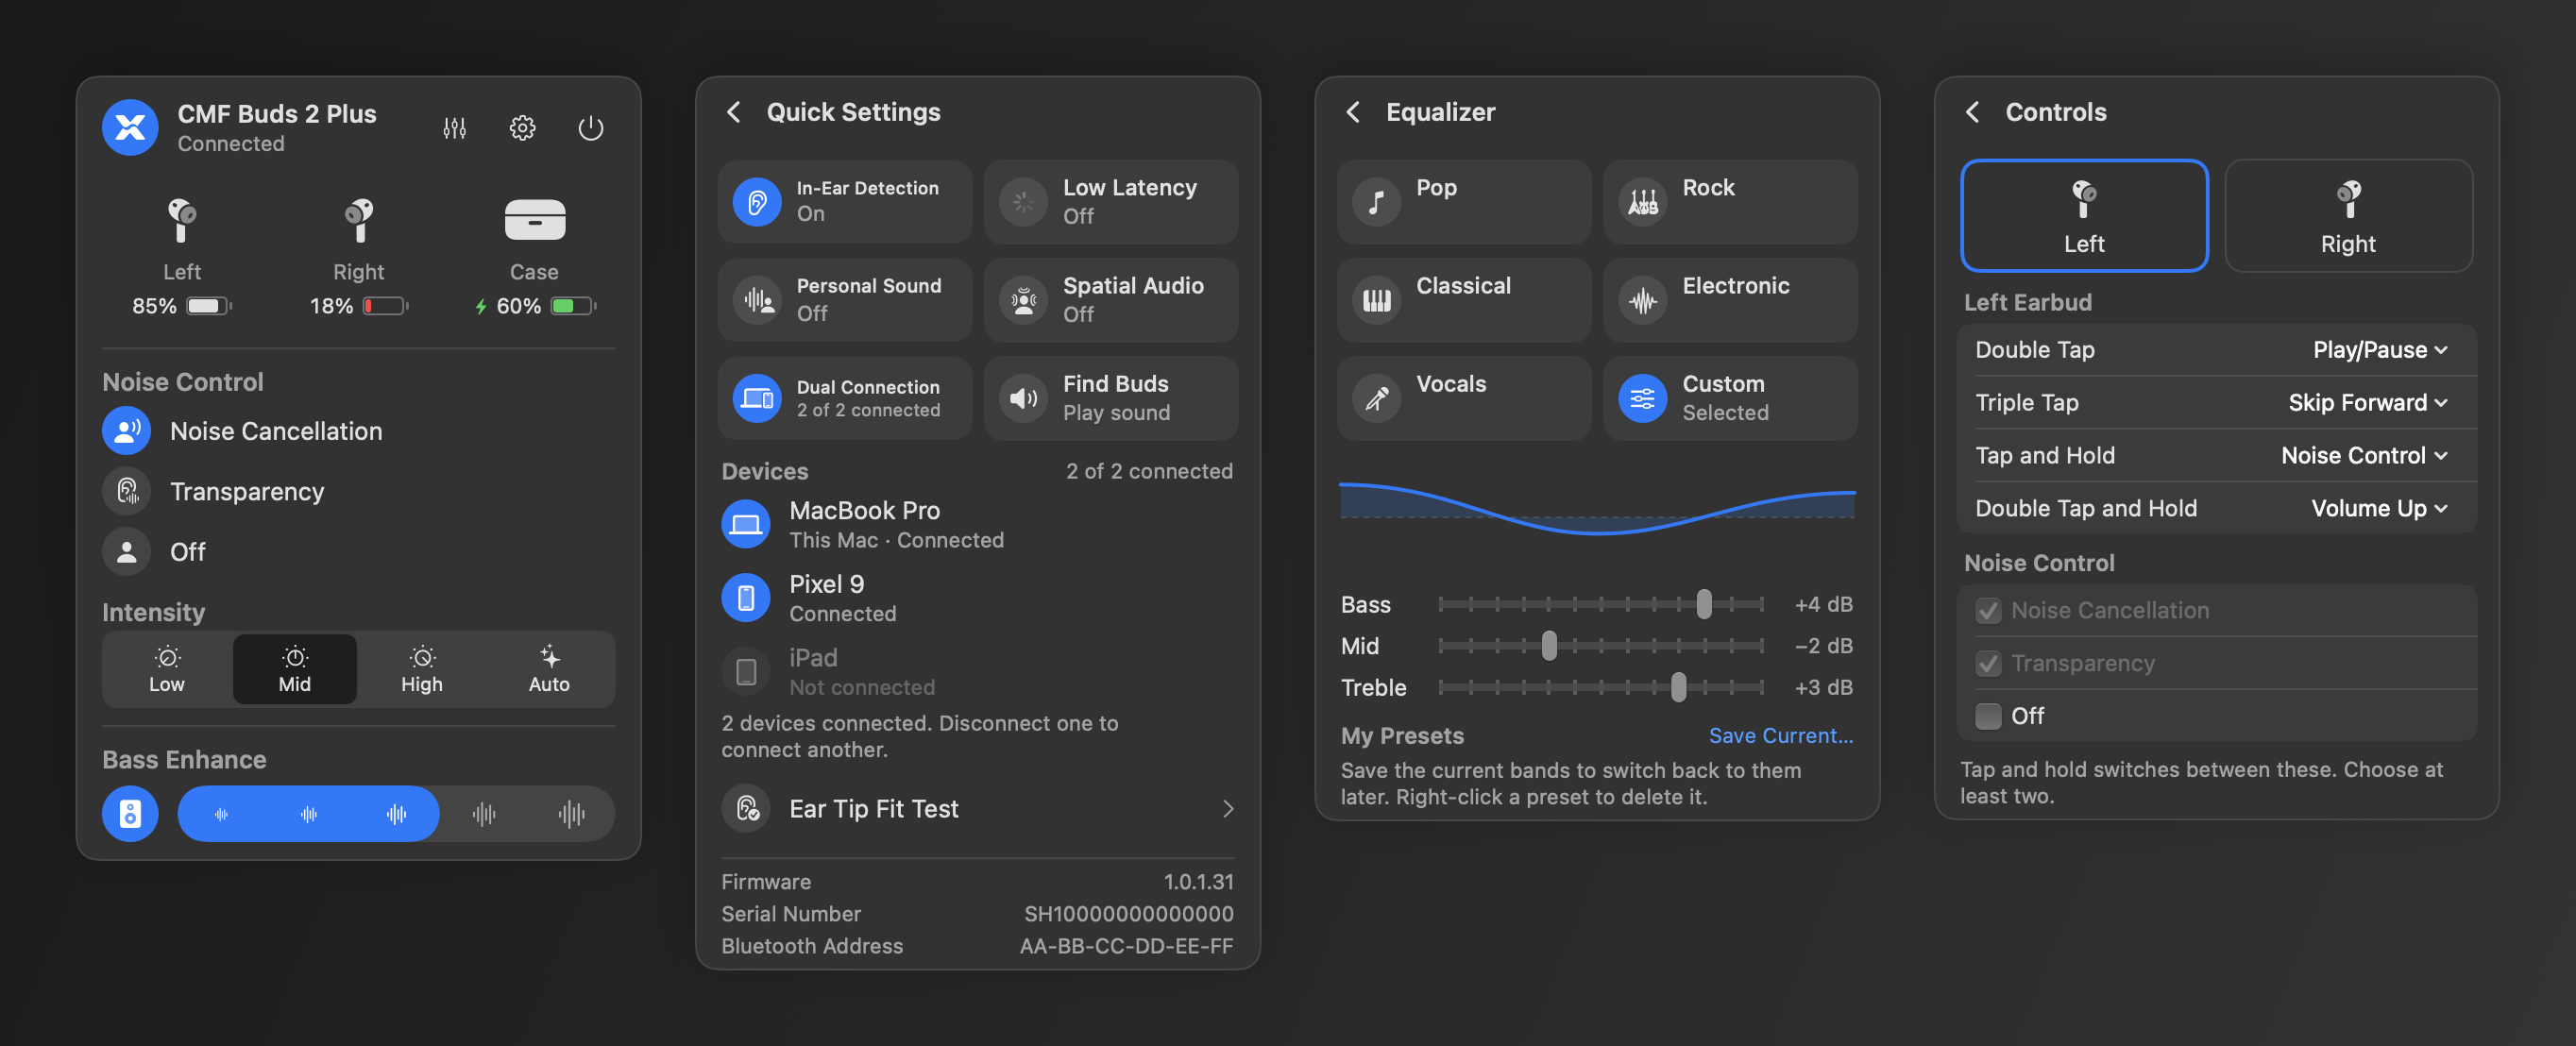 CMF Buds 2 Plus
Connected
Left
Right
Case
85%
18%
60%
Noise Control
Noise Cancellation
Transparency
Off
Intensity
Low
Mid
High
Auto
Bass Enhance
Quick Settings
In-Ear Detection
On
Low Latency
Off
Personal Sound
Off
Spatial Audio
Off
Dual Connection
2 of 2 connected
Find Buds
Play sound
Devices
2 of 2 connected
MacBook Pro
This Mac · Connected
Pixel 9
Connected
iPad
Not connected
2 devices connected. Disconnect one to
connect another.
Ear Tip Fit Test
Firmware
1.0.1.31
Serial Number
SH10000000000000
Bluetooth Address
AA-BB-CC-DD-EE-FF
Equalizer
Pop
Rock
Classical
Electronic
Vocals
Custom
Selected
Bass
+4 dB
Mid
−2 dB
Treble
+3 dB
My Presets
Save Current...
Save the current bands to switch back to them
later. Right-click a preset to delete it.
Controls
Left
Right
Left Earbud
Double Tap
Play/Pause
Triple Tap
Skip Forward
Tap and Hold
Noise Control
Double Tap and Hold
Volume Up
Noise Control
Noise Cancellation
Transparency
Off
Tap and hold switches between these. Choose at
least two.